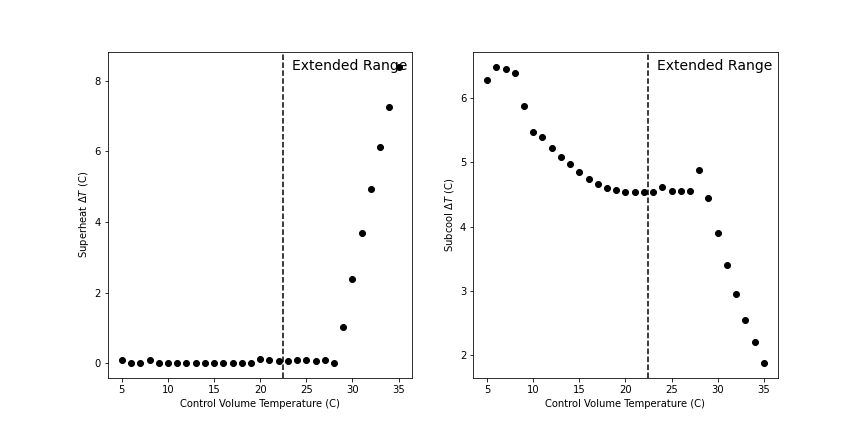 Extended Range
8
6
4
2
0
Superheat ΔT (C)
5 10 15 20 25 30 35
Control Volume Temperature (C)
Extended Range
6
5
4
3
2
Subcool ΔT (C)
5 10 15 20 25 30 35
Control Volume Temperature (C)